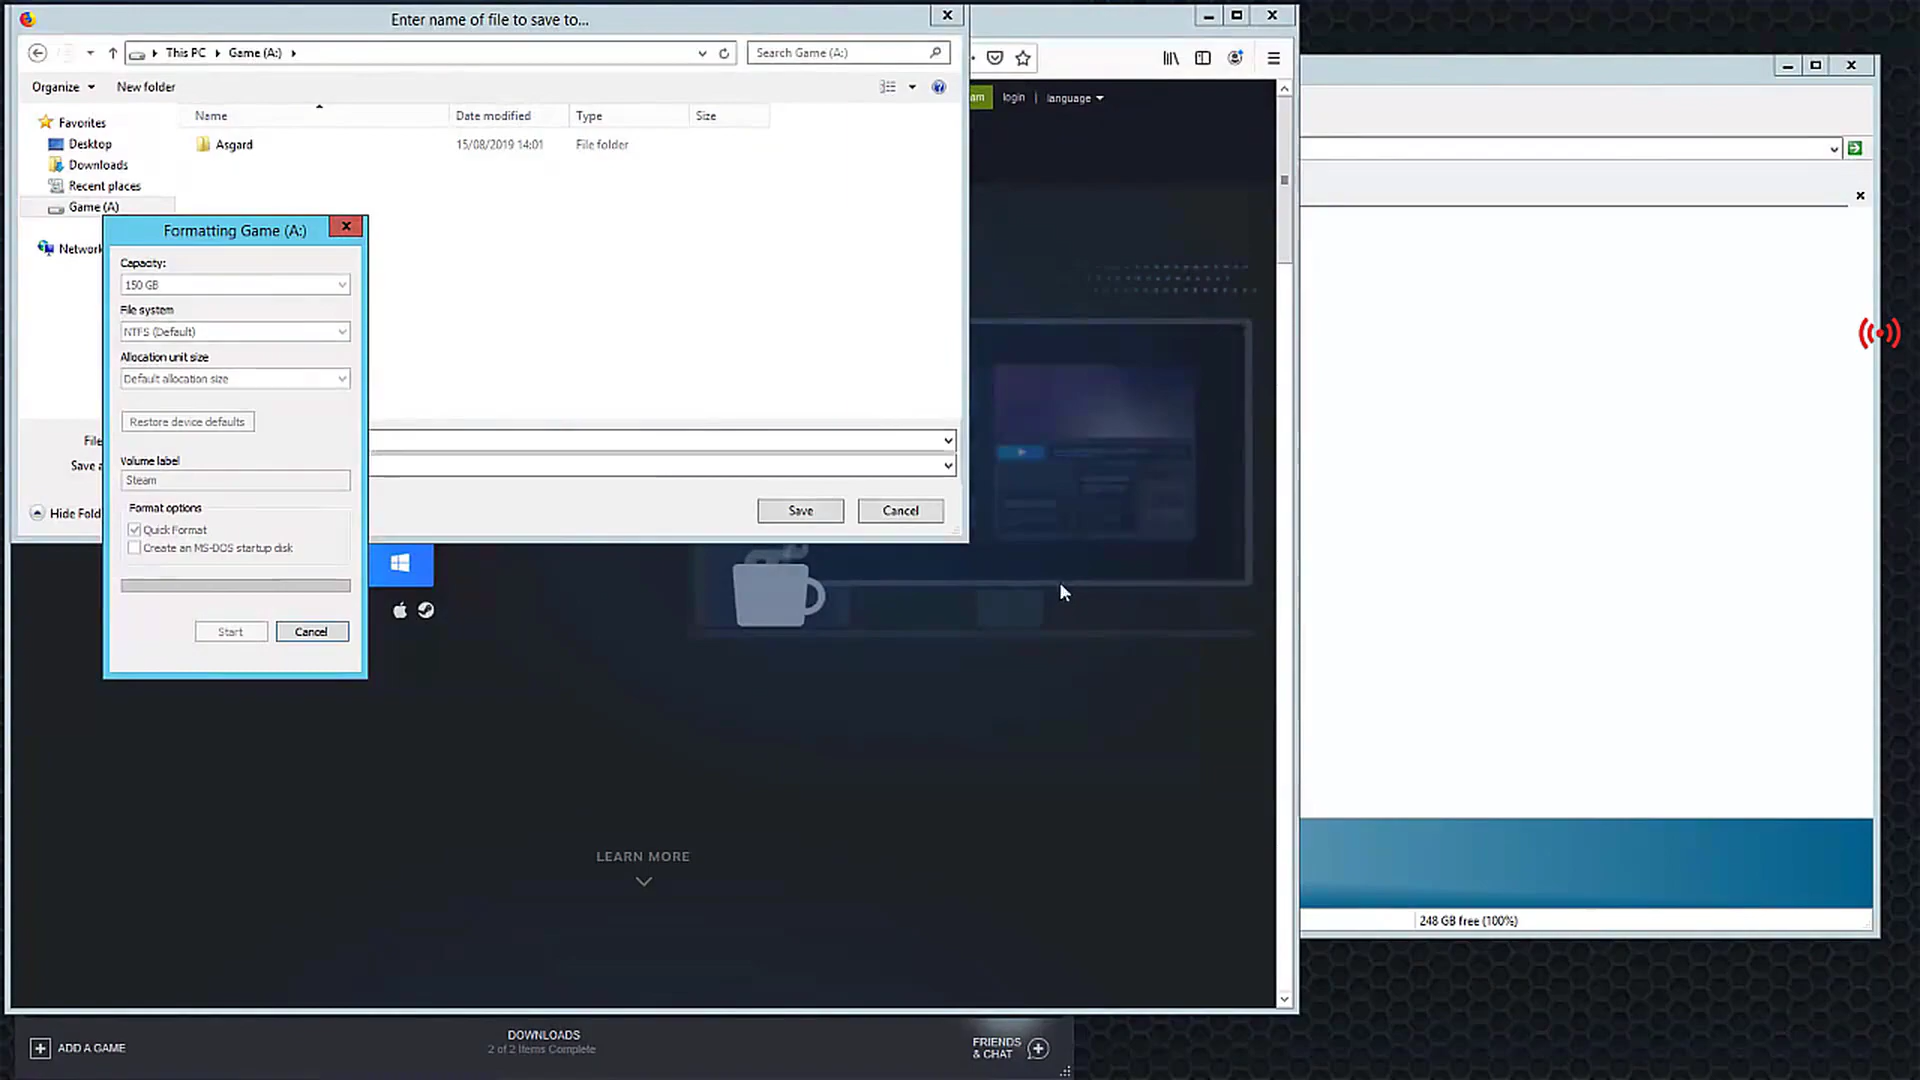 Enter name of file to save to...
This PC
Game (A:)
Search Game (A:)
Organize
New folder
Name
Date modified
Type
Size
Asgard
15/08/2019 14:01
File folder
Favorites
Desktop
Downloads
Recent places
Game (A)
Network
login
language
Formatting Game (A:)
Capacity:
150 GB
File system
NTFS (Default)
Allocation unit size
Default allocation size
Restore device defaults
Volume label
Steam
Format options
Quick Format
Create an MS-DOS startup disk
Start
Cancel
File
Save a
Hide Fold
Save
Cancel
LEARN MORE
248 GB free (100%)
ADD A GAME
DOWNLOADS
2 of 2 Items Complete
FRIENDS
& CHAT